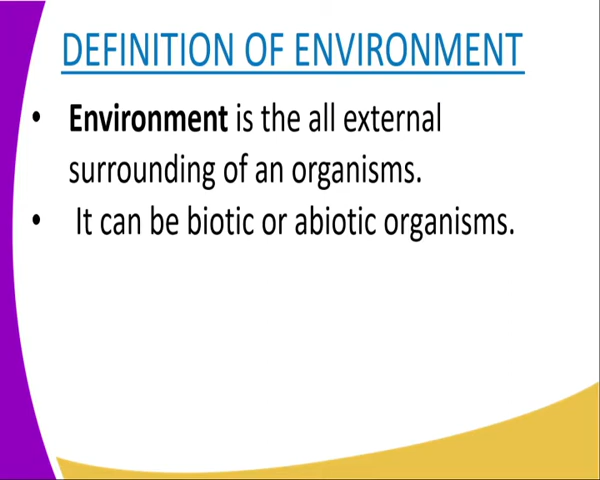 DEFINITION OF ENVIRONMENT
• Environment is the all external
surrounding of an organisms.
• It can be biotic or abiotic organisms.